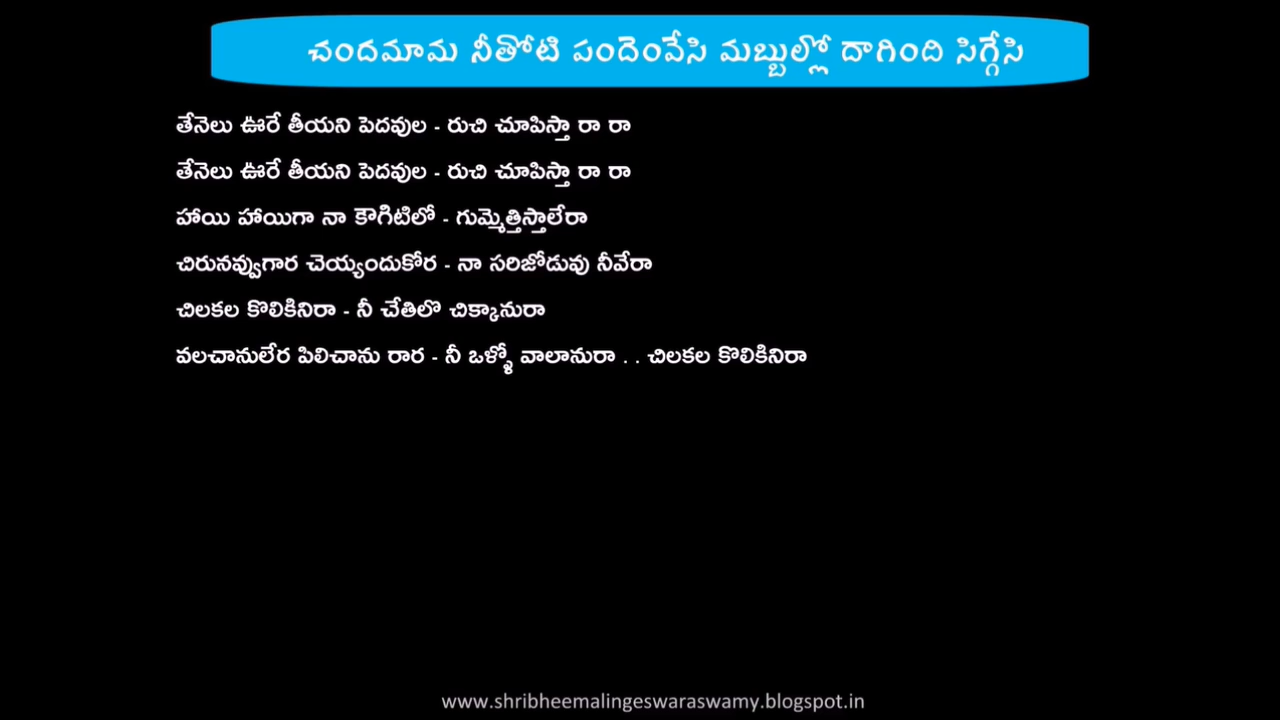 చందమామ నీతోటి పందెంవేసి మబ్బుల్లో దాగింది సిగ్గేసి
తేనెలు ఊరే తీయని పెదవుల - రుచి చూపిస్తా రా రా
తేనెలు ఊరే తీయని పెదవుల - రుచి చూపిస్తా రా రా
హాయి హాయిగా నా కౌగిటిలో - గుమ్మెత్తిస్తాలేరా
చిరునవ్వుగార చెయ్యందుకోర - నా సరిజోడువు నీవేరా
చిలకల కొలికినిరా - నీ చేతిలొ చిక్కానురా
వలచానులేర పిలిచాను రార - నీ ఒళ్ళో వాలానురా . . చిలకల కొలికినిరా
www.shribheemalingeswaraswamy.blogspot.in